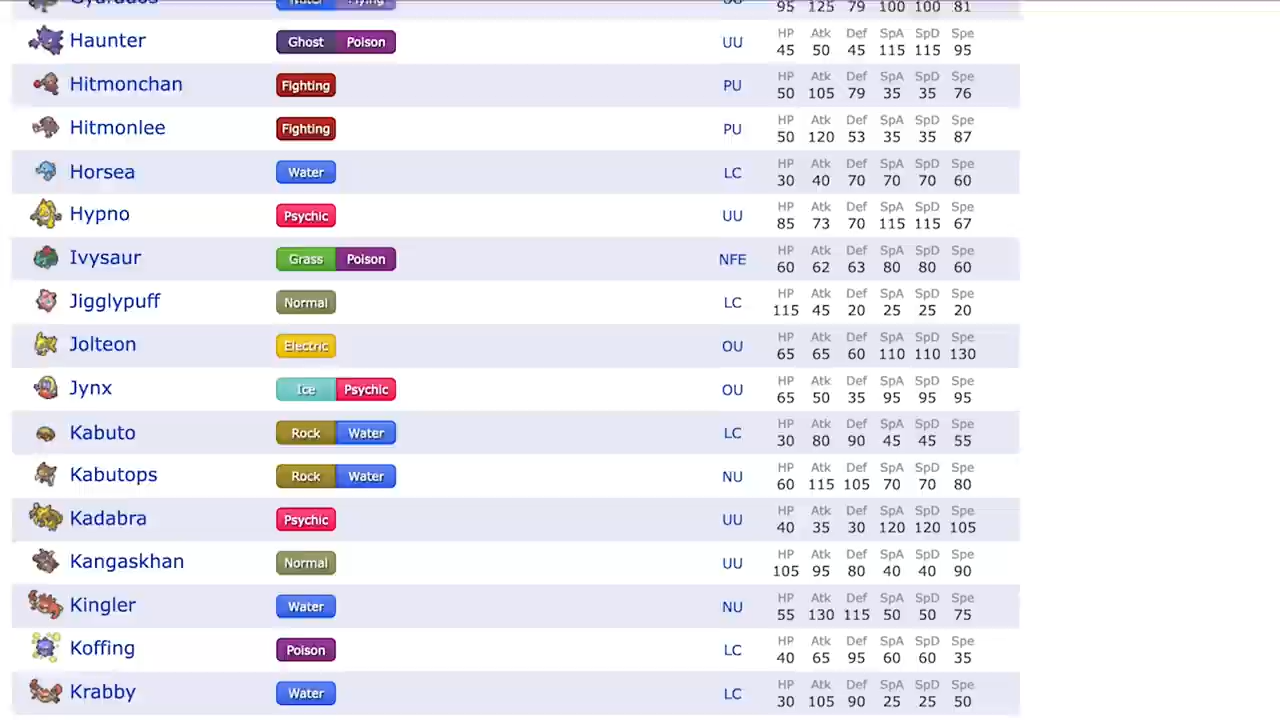 Gyarados Water Flying UU 95 125 79 100 100 81
HP Atk Def SpA SpD Spe
Haunter Ghost Poison UU 45 50 45 115 115 95
HP Atk Def SpA SpD Spe
Hitmonchan Fighting PU 50 105 79 35 35 76
HP Atk Def SpA SpD Spe
Hitmonlee Fighting PU 50 120 53 35 35 87
HP Atk Def SpA SpD Spe
Horsea Water LC 30 40 70 70 70 60
HP Atk Def SpA SpD Spe
Hypno Psychic UU 85 73 70 115 115 67
HP Atk Def SpA SpD Spe
Ivysaur Grass Poison NFE 60 62 63 80 80 60
HP Atk Def SpA SpD Spe
Jigglypuff Normal LC 115 45 20 25 25 20
HP Atk Def SpA SpD Spe
Jolteon Electric OU 65 65 60 110 110 130
HP Atk Def SpA SpD Spe
Jynx Ice Psychic OU 65 50 35 95 95 95
HP Atk Def SpA SpD Spe
Kabuto Rock Water LC 30 80 90 45 45 55
HP Atk Def SpA SpD Spe
Kabutops Rock Water NU 60 115 105 70 70 80
HP Atk Def SpA SpD Spe
Kadabra Psychic UU 40 35 30 120 120 105
HP Atk Def SpA SpD Spe
Kangaskhan Normal UU 105 95 80 40 40 90
HP Atk Def SpA SpD Spe
Kingler Water NU 55 130 115 50 50 75
HP Atk Def SpA SpD Spe
Koffing Poison LC 40 65 95 60 60 35
HP Atk Def SpA SpD Spe
Krabby Water LC 30 105 90 25 25 50